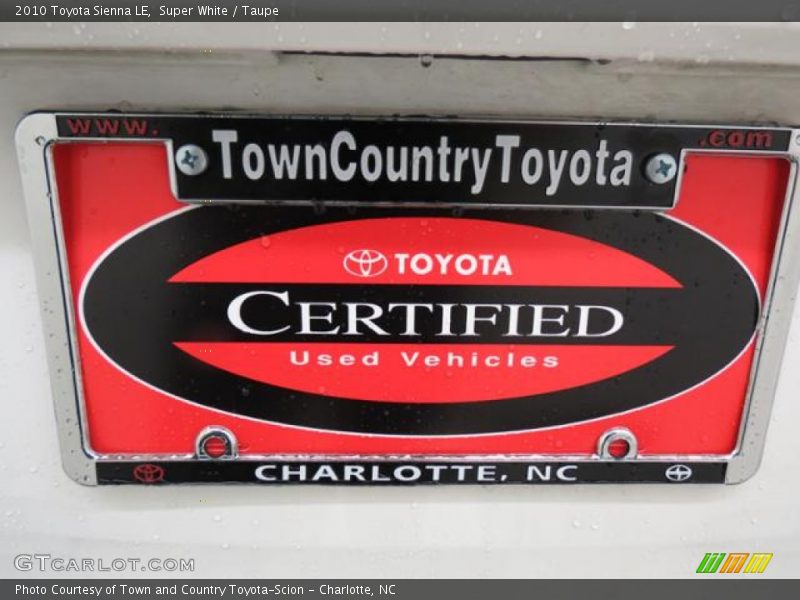 2010 Toyota Sienna LE,  Super White / Taupe
www. TownCountryToyota .com
TOYOTA
CERTIFIED
Used Vehicles
CHARLOTTE, NC
GTCARLOT.COM
Photo Courtesy of Town and Country Toyota-Scion - Charlotte, NC